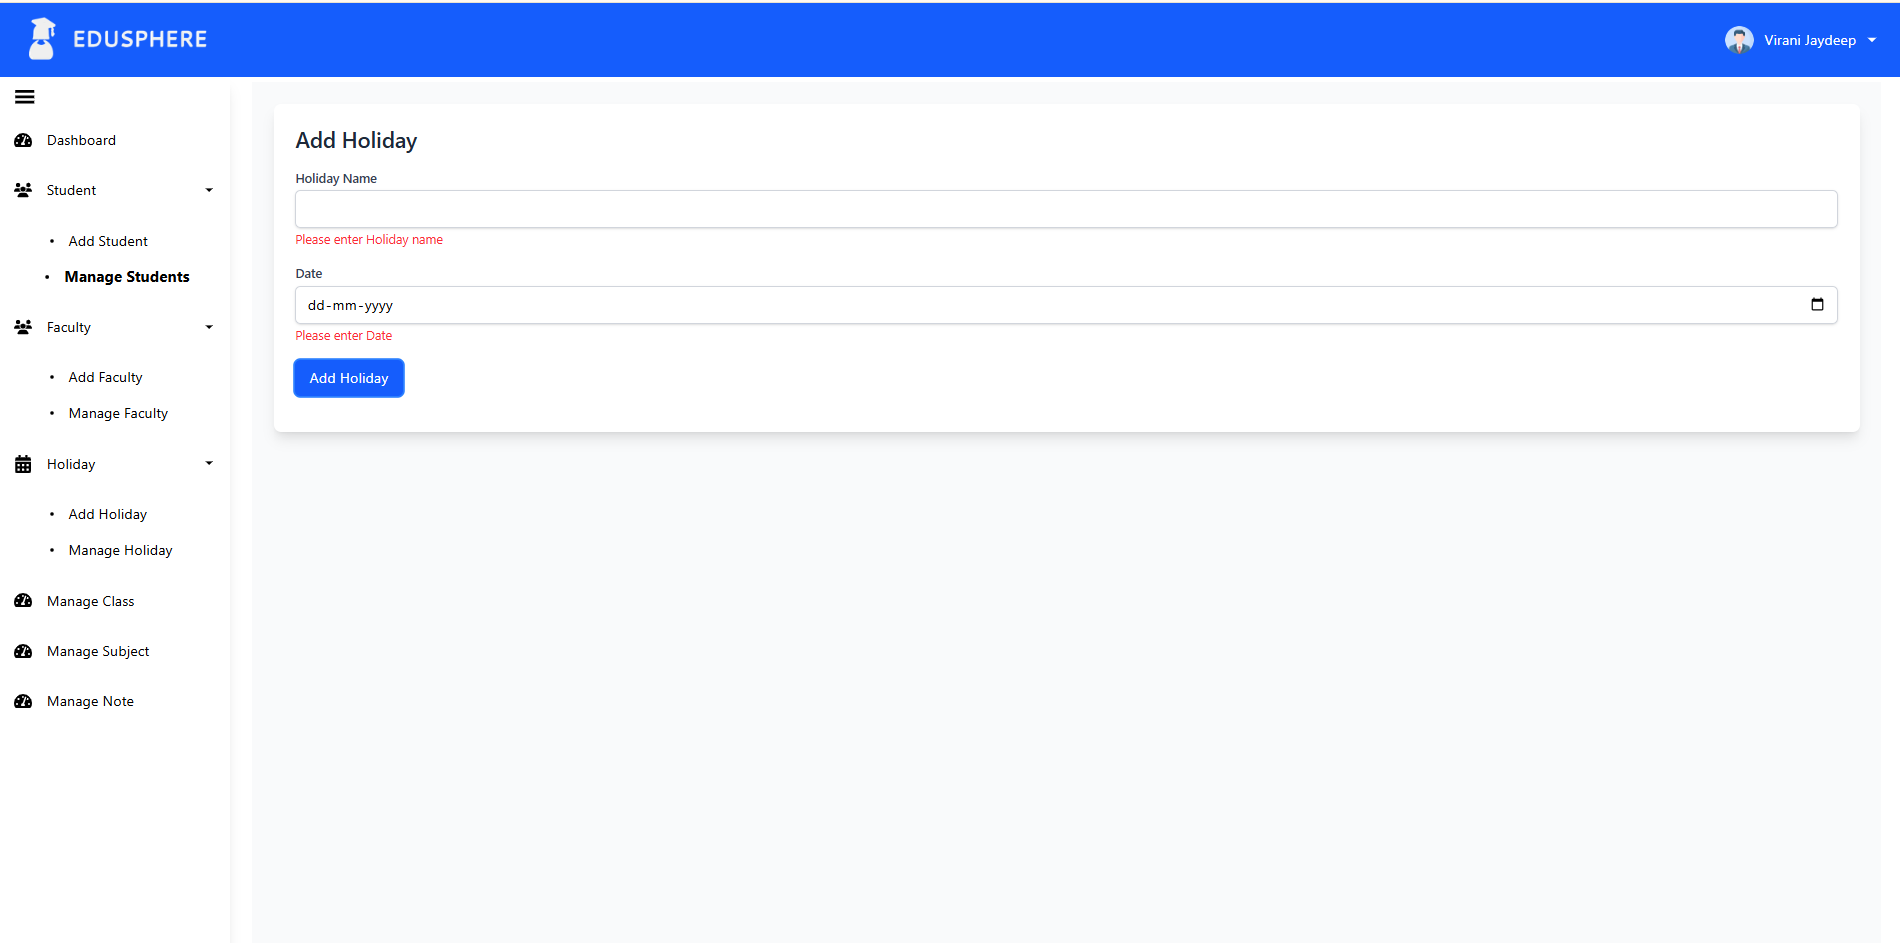 EDUSPHERE
Virani Jaydeep
Dashboard
Student
• Add Student
• Manage Students
Faculty
• Add Faculty
• Manage Faculty
Holiday
• Add Holiday
• Manage Holiday
Manage Class
Manage Subject
Manage Note
Add Holiday
Holiday Name
Please enter Holiday name
Date
dd-mm-yyyy
Please enter Date
Add Holiday